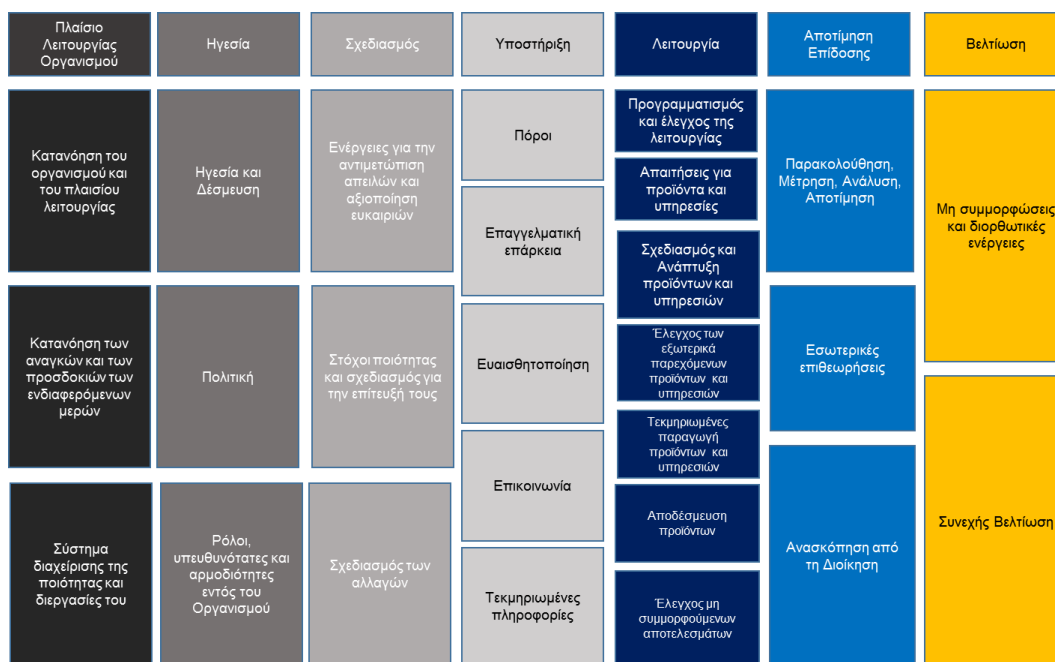 Πλαίσιο
Λειτουργίας
Οργανισμού
Ηγεσία
Σχεδιασμός
Υποστήριξη
Λειτουργία
Αποτίμηση
Επίδοσης
Βελτίωση
Κατανόηση του
οργανισμού και
του πλαισίου
λειτουργίας
Κατανόηση των
αναγκών και των
προσδοκιών των
ενδιαφερόμενων
μερών
Σύστημα
διαχείρισης της
ποιότητας και
διεργασίες του
Ηγεσία και
Δέσμευση
Πολιτική
Ρόλοι,
υπευθυνότατες και
αρμοδιότητες
εντός του
Οργανισμού
Ενέργειες για την
αντιμετώπιση
απειλών και
αξιοποίηση
ευκαιριών
Στόχοι ποιότητας
και σχεδιασμός για
την επίτευξή τους
Σχεδιασμός των
αλλαγών
Πόροι
Επαγγελματική
επάρκεια
Ευαισθητοποίηση
Επικοινωνία
Τεκμηριωμένες
πληροφορίες
Προγραμματισμός
και έλεγχος της
λειτουργίας
Απαιτήσεις για
προϊόντα και
υπηρεσίες
Σχεδιασμός και
Ανάπτυξη
προϊόντων και
υπηρεσιών
Έλεγχος των
εξωτερικά
παρεχόμενων
προϊόντων και
υπηρεσιών
Τεκμηριωμένες
παραγωγή
προϊόντων και
υπηρεσιών
Αποδέσμευση
προϊόντων
Έλεγχος μη
συμμορφούμενων
αποτελεσμάτων
Παρακολούθηση,
Μέτρηση, Ανάλυση,
Αποτίμηση
Εσωτερικές
επιθεωρήσεις
Ανασκόπηση από
τη Διοίκηση
Μη συμμορφώσεις
και διορθωτικές
ενέργειες
Συνεχής Βελτίωση